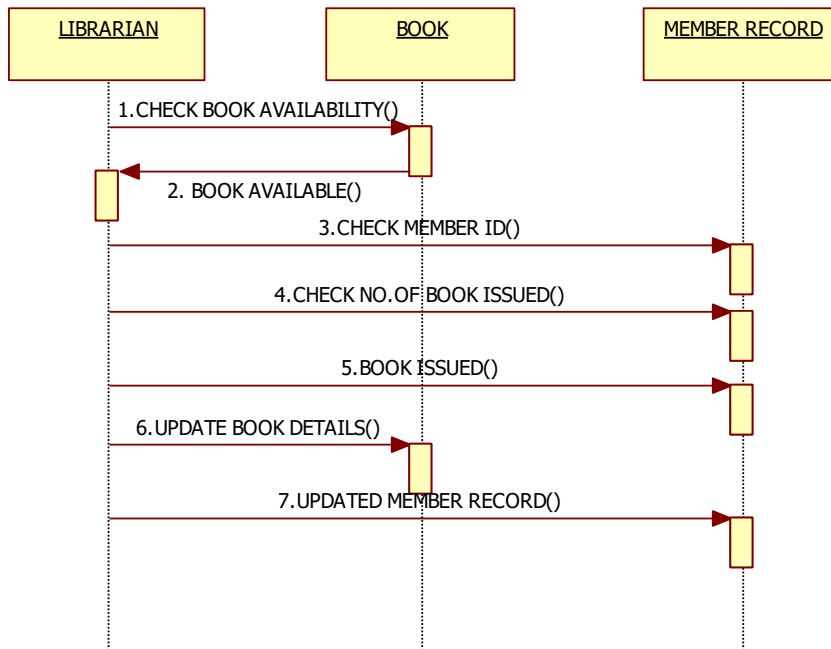 LIBRARIAN
BOOK
MEMBER RECORD
1.CHECK BOOK AVAILABILITY()
2. BOOK AVAILABLE()
3.CHECK MEMBER ID()
4.CHECK NO.OF BOOK ISSUED()
5.BOOK ISSUED()
6.UPDATE BOOK DETAILS()
7.UPDATED MEMBER RECORD()